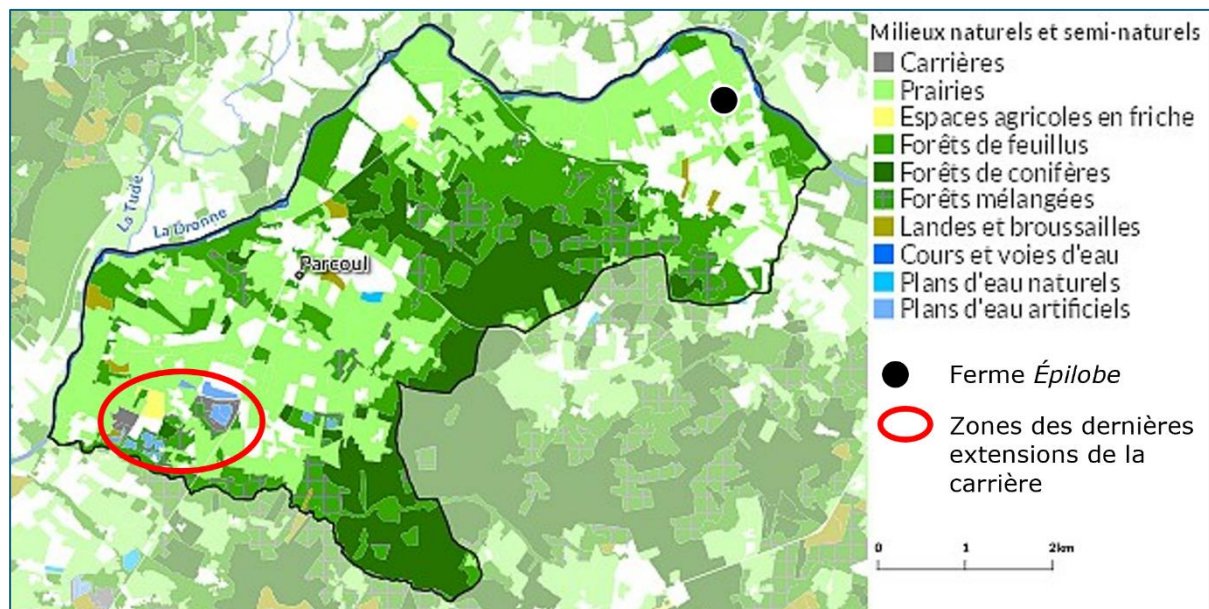 La Tude
La Dronne
Parcoul
Milieux naturels et semi-naturels
Carrières
Prairies
Espaces agricoles en friche
Forêts de feuillus
Forêts de conifères
Forêts mélangées
Landes et broussailles
Cours et voies d'eau
Plans d'eau naturels
Plans d'eau artificiels
Ferme Épilobe
Zones des dernières
extensions de la
carrière
0 1 2km